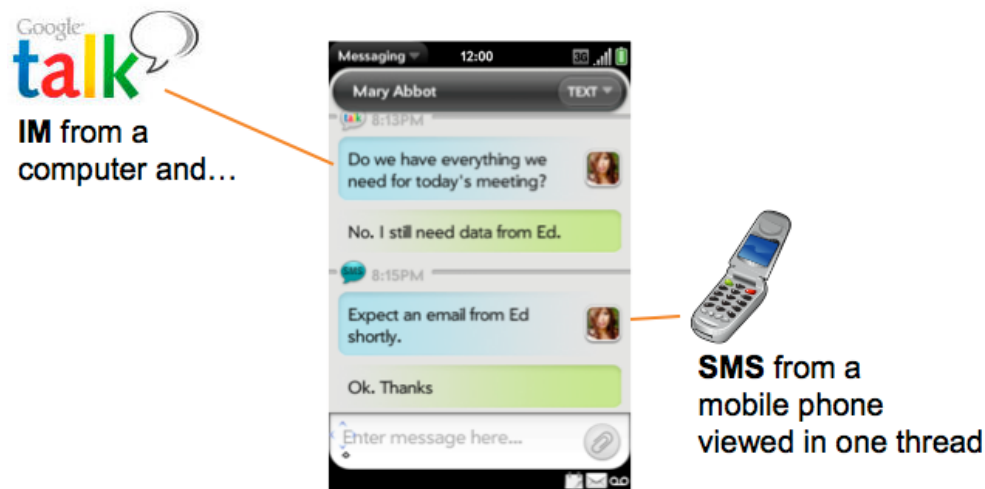 Google
talk
IM from a
computer and...
Messaging 12:00 3G
Mary Abbot TEXT
talk 8:13PM
Do we have everything we
need for today's meeting?
No. I still need data from Ed.
SMS 8:15PM
Expect an email from Ed
shortly.
Ok. Thanks
Enter message here...
SMS from a
mobile phone
viewed in one thread